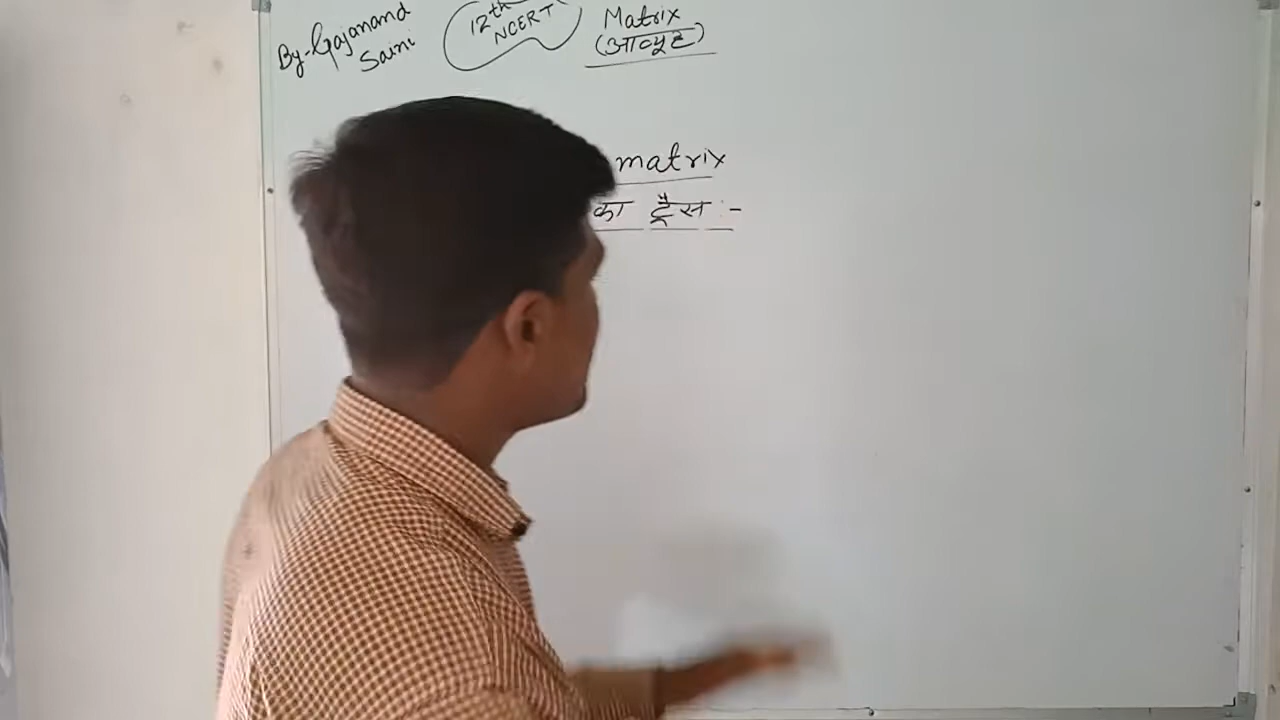 By-Gajanand
Saini
12th
NCERT
Matrix
(आव्यूह)
matrix
का ट्रैस :-